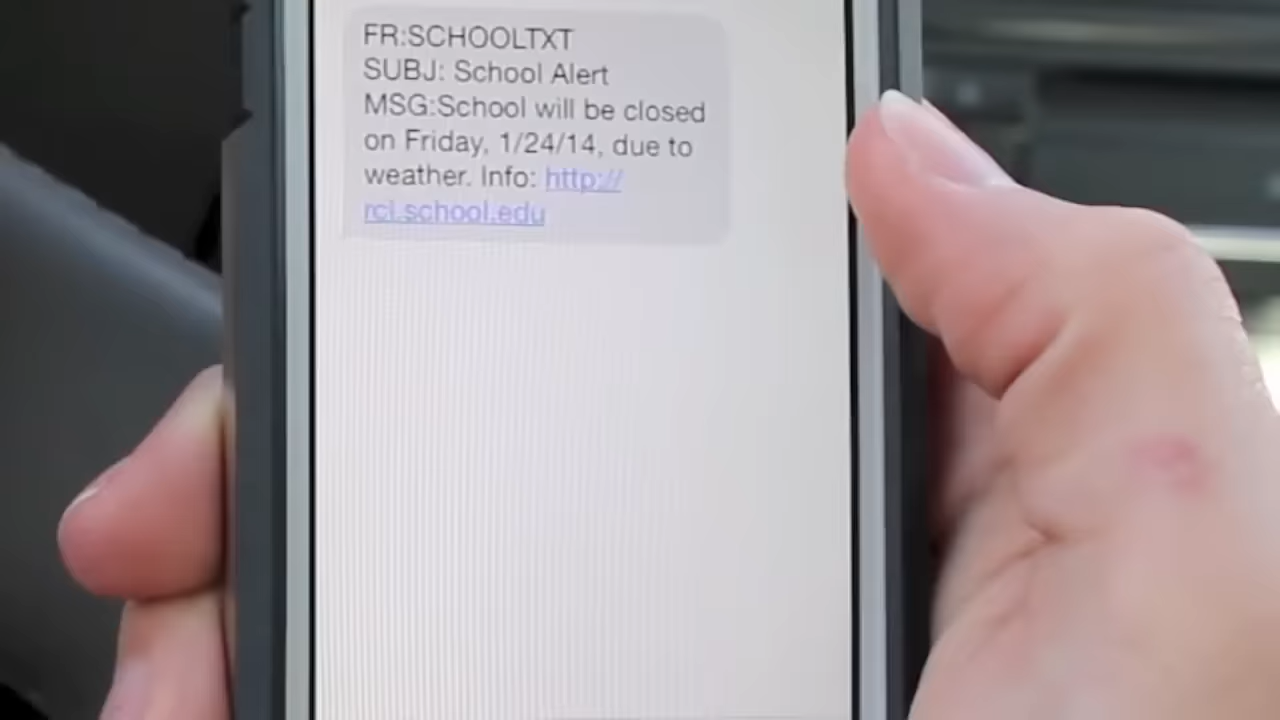 FR:SCHOOLTXT
SUBJ: School Alert
MSG:School will be closed
on Friday, 1/24/14, due to
weather. Info: http://
rcl.school.edu